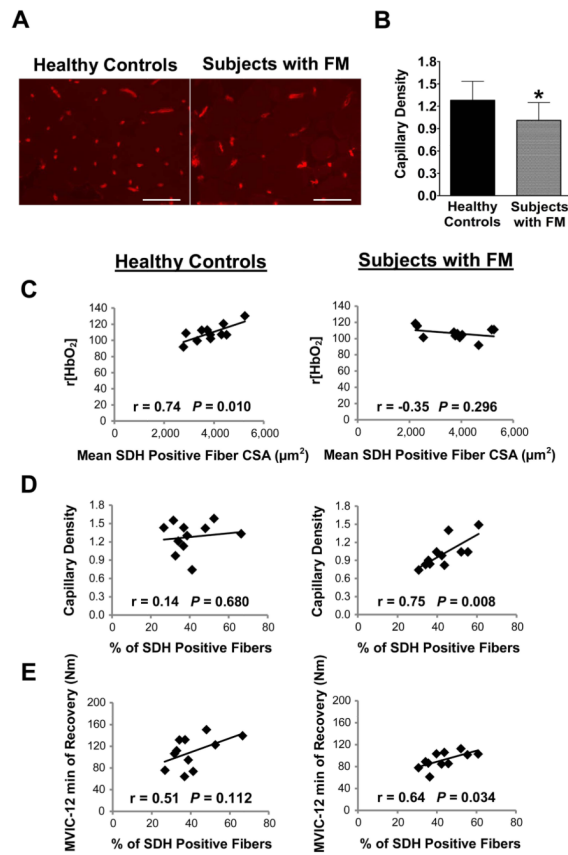 A
B
Healthy Controls
Subjects with FM
Capillary Density
1.8
1.5
1.2
0.9
0.6
0.3
0.0
*
Healthy Controls
Subjects with FM
Healthy Controls
Subjects with FM
C
r[HbO₂]
140
120
100
80
60
40
20
0
r = 0.74 P = 0.010
0 2,000 4,000 6,000
Mean SDH Positive Fiber CSA (µm²)
r[HbO₂]
140
120
100
80
60
40
20
0
r = -0.35 P = 0.296
0 2,000 4,000 6,000
Mean SDH Positive Fiber CSA (µm²)
D
Capillary Density
1.8
1.5
1.2
0.9
0.6
0.3
0.0
r = 0.14 P = 0.680
0 20 40 60 80
% of SDH Positive Fibers
Capillary Density
1.8
1.5
1.2
0.9
0.6
0.3
0.0
r = 0.75 P = 0.008
0 20 40 60 80
% of SDH Positive Fibers
E
MVIC-12 min of Recovery (Nm)
200
160
120
80
40
0
r = 0.51 P = 0.112
0 20 40 60 80
% of SDH Positive Fibers
MVIC-12 min of Recovery (Nm)
200
160
120
80
40
0
r = 0.64 P = 0.034
0 20 40 60 80
% of SDH Positive Fibers